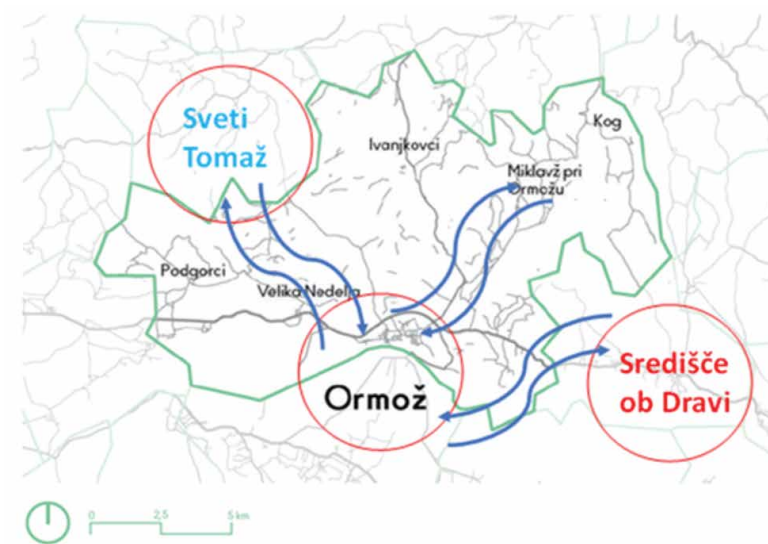 Sveti
Tomaž
Ivanjkovci
Kog
Miklavž pri
Ormožu
Podgorci
Velika Nedelja
Ormož
Središče
ob Dravi
0 2,5 5 km